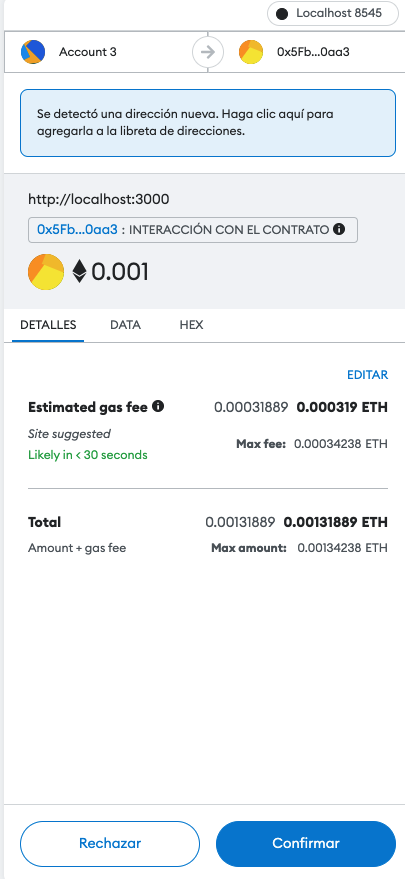 Localhost 8545
Account 3
0x5Fb...0aa3
Se detectó una dirección nueva. Haga clic aquí para
agregarla a la libreta de direcciones.
http://localhost:3000
0x5Fb...0aa3 : INTERACCIÓN CON EL CONTRATO
0.001
DETALLES DATA HEX
EDITAR
Estimated gas fee 0.00031889 0.000319 ETH
Site suggested
Max fee: 0.00034238 ETH
Likely in < 30 seconds
Total 0.00131889 0.00131889 ETH
Amount + gas fee Max amount: 0.00134238 ETH
Rechazar Confirmar